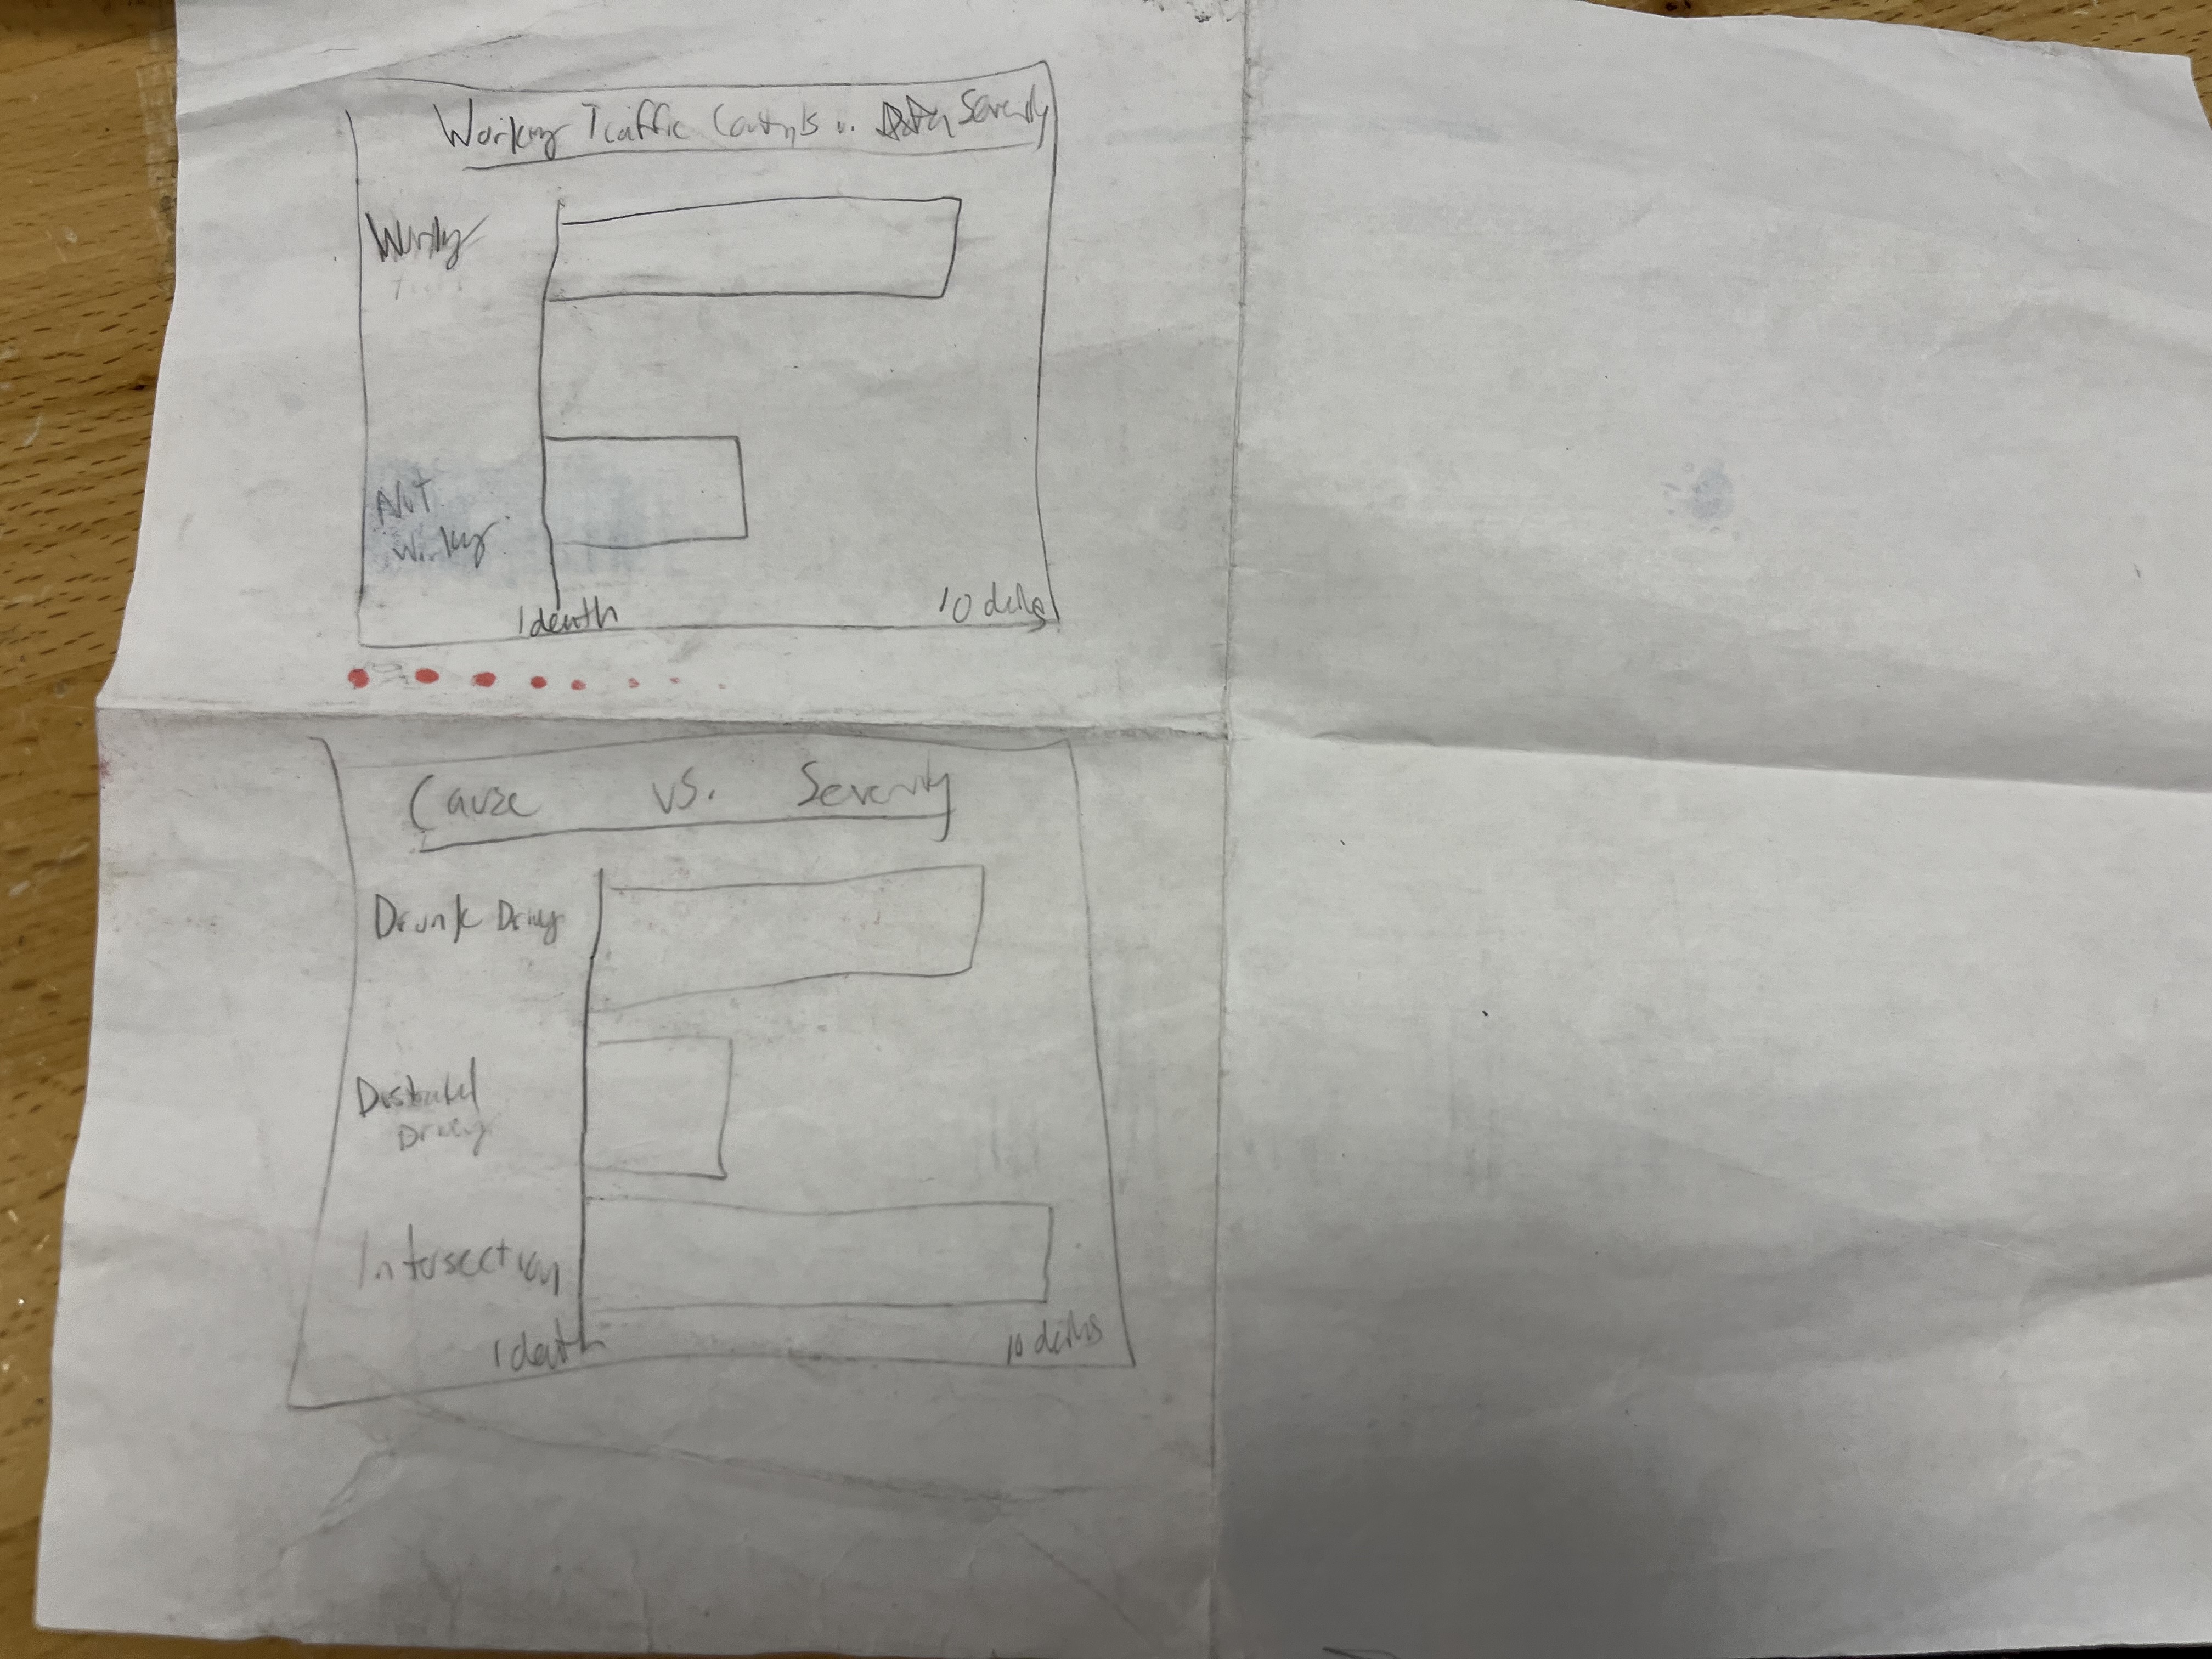 Working Traffic Controls v. Severity
Working
Not
Working
1 death
10 deaths
Cause vs. Severity
Drunk Driving
Distracted
Driving
Intersection
1 death
10 deaths